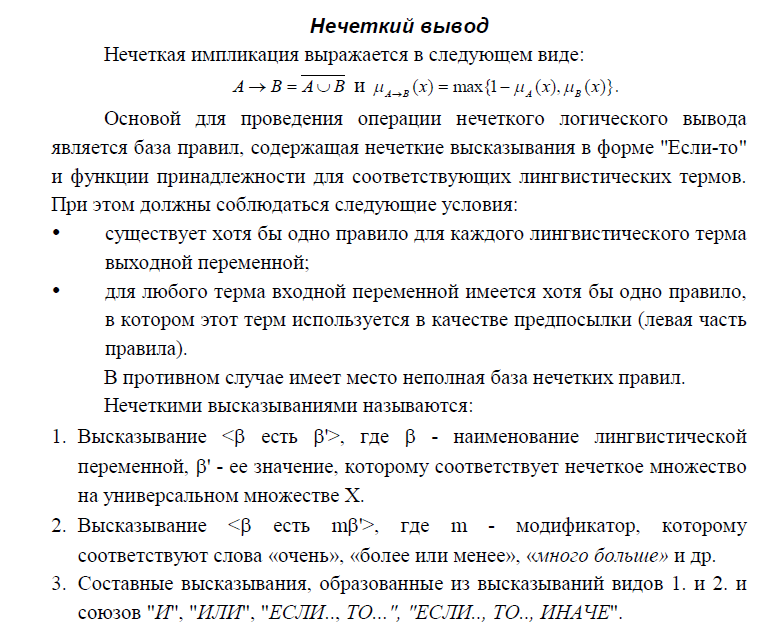 Нечеткий вывод
Нечеткая импликация выражается в следующем виде:
A → B = \overline{A ∪ B} и μ_{A→B}(x) = max{1 − μ_A(x), μ_B(x)}.
Основой для проведения операции нечеткого логического вывода
является база правил, содержащая нечеткие высказывания в форме "Если-то"
и функции принадлежности для соответствующих лингвистических термов.
При этом должны соблюдаться следующие условия:
• существует хотя бы одно правило для каждого лингвистического терма
выходной переменной;
• для любого терма входной переменной имеется хотя бы одно правило,
в котором этот терм используется в качестве предпосылки (левая часть
правила).
В противном случае имеет место неполная база нечетких правил.
Нечеткими высказываниями называются:
1. Высказывание <β есть β'>, где β - наименование лингвистической
переменной, β' - ее значение, которому соответствует нечеткое множество
на универсальном множестве X.
2. Высказывание <β есть mβ'>, где m - модификатор, которому
соответствуют слова «очень», «более или менее», «много больше» и др.
3. Составные высказывания, образованные из высказываний видов 1. и 2. и
союзов "И", "ИЛИ", "ЕСЛИ.., ТО...", "ЕСЛИ.., ТО.., ИНАЧЕ".